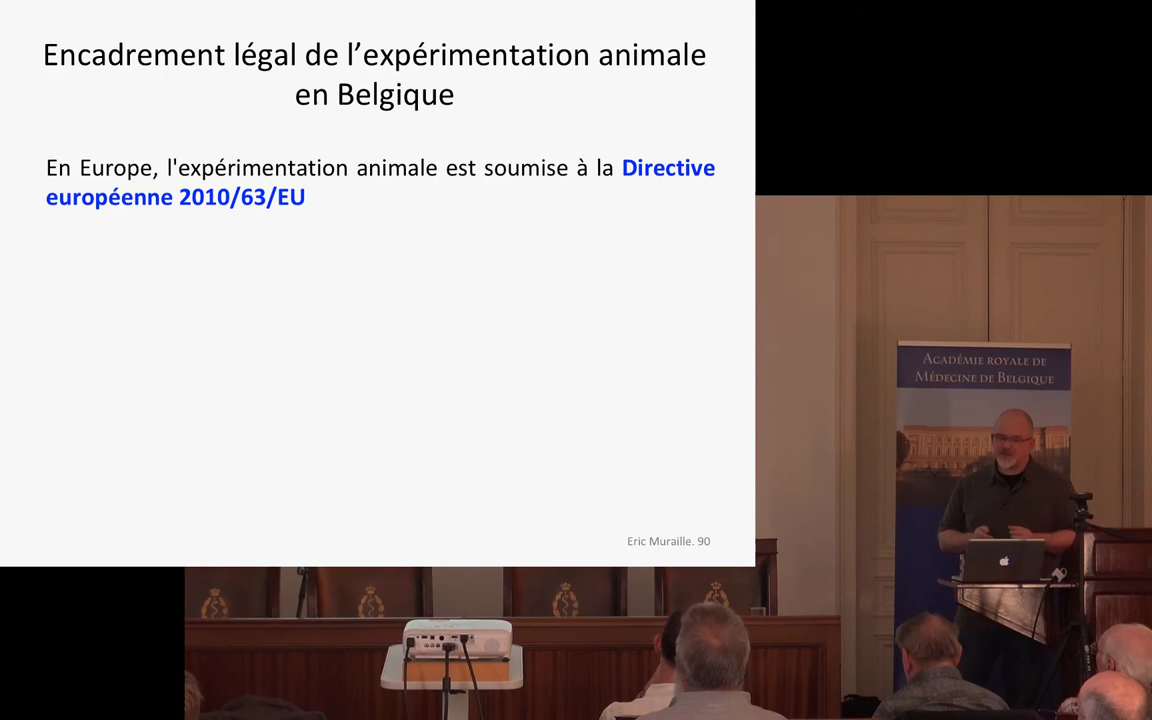 Encadrement légal de l’expérimentation animale
en Belgique
En Europe, l'expérimentation animale est soumise à la Directive
européenne 2010/63/EU
Eric Muraille. 90
ACADÉMIE ROYALE DE
MÉDECINE DE BELGIQUE